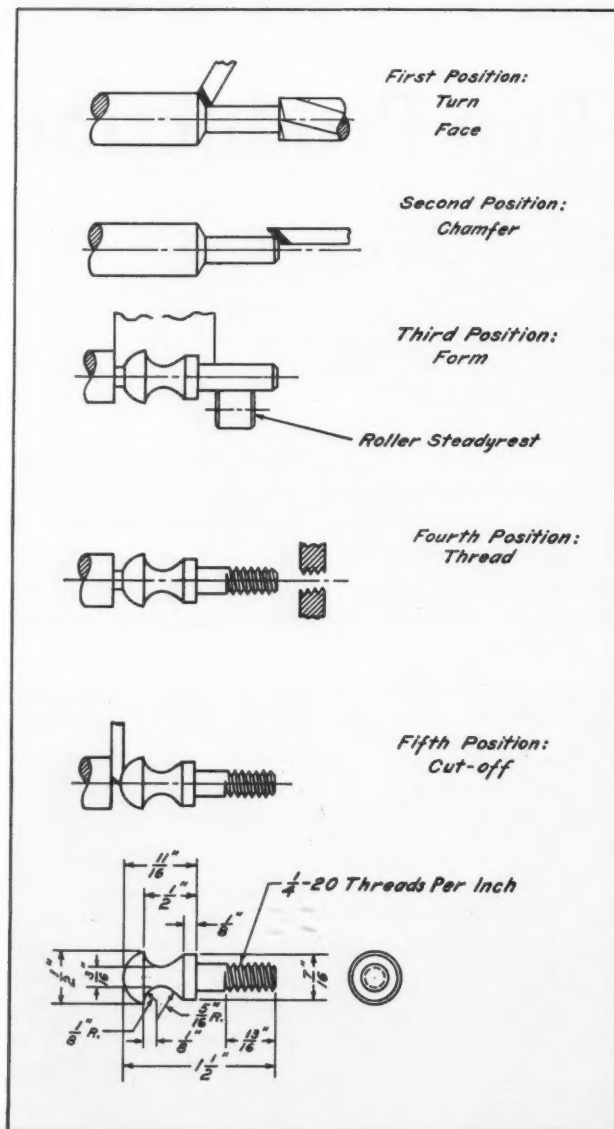 First Position:
Turn
Face
Second Position:
Chamfer
Third Position:
Form
Roller Steadyrest
Fourth Position:
Thread
Fifth Position:
Cut-off
11/16"
1/2"
1/8"
1/4-20 Threads Per Inch
1/2"
3/16"
7/16"
1/8" R.
1/8"
5/16" R.
13/16"
1 1/2"